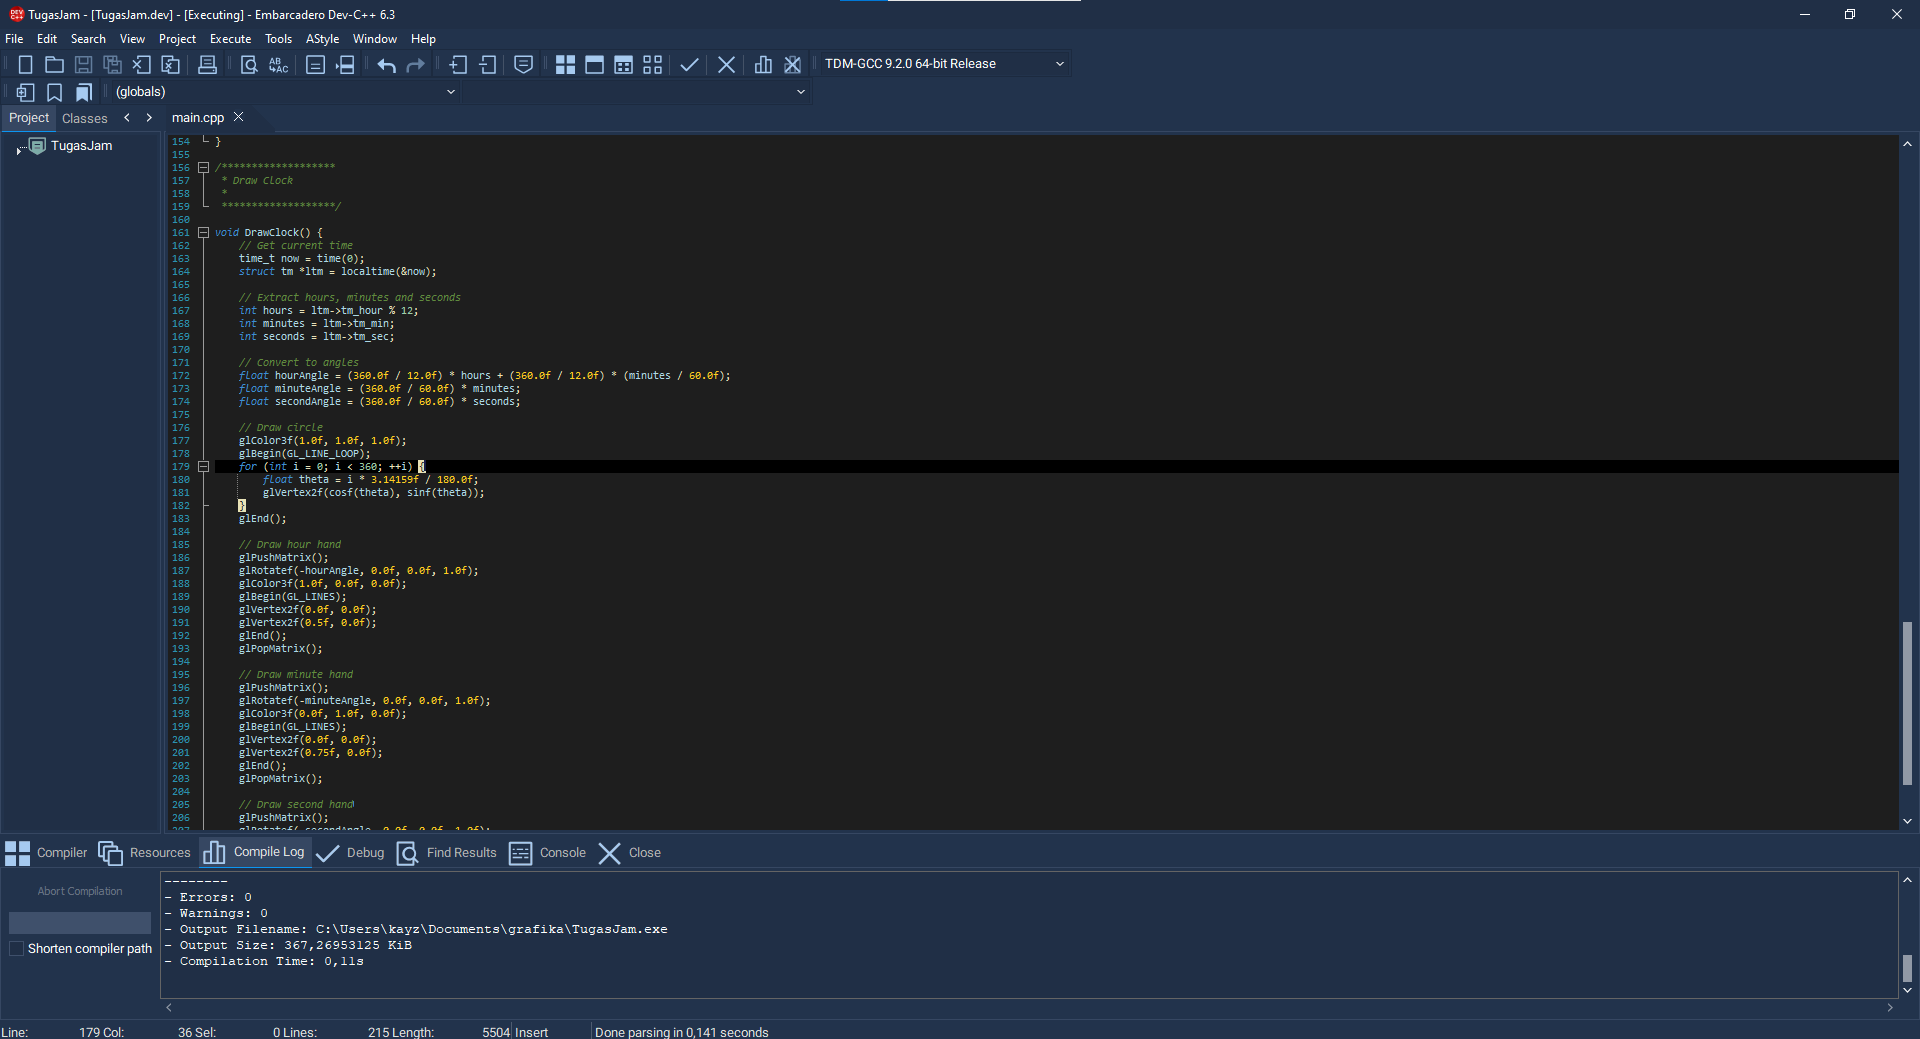 TugasJam - [TugasJam.dev] - [Executing] - Embarcadero Dev-C++ 6.3
File Edit Search View Project Execute Tools AStyle Window Help
TDM-GCC 9.2.0 64-bit Release
(globals)
Project Classes main.cpp
TugasJam
154 }
155
156 /*******************
157 * Draw Clock
158 *
159 *******************/
160
161 void DrawClock() {
162 // Get current time
163 time_t now = time(0);
164 struct tm *ltm = localtime(&now);
165
166 // Extract hours, minutes and seconds
167 int hours = ltm->tm_hour % 12;
168 int minutes = ltm->tm_min;
169 int seconds = ltm->tm_sec;
170
171 // Convert to angles
172 float hourAngle = (360.0f / 12.0f) * hours + (360.0f / 12.0f) * (minutes / 60.0f);
173 float minuteAngle = (360.0f / 60.0f) * minutes;
174 float secondAngle = (360.0f / 60.0f) * seconds;
175
176 // Draw circle
177 glColor3f(1.0f, 1.0f, 1.0f);
178 glBegin(GL_LINE_LOOP);
179 for (int i = 0; i < 360; ++i) {
180 float theta = i * 3.14159f / 180.0f;
181 glVertex2f(cosf(theta), sinf(theta));
182 }
183 glEnd();
184
185 // Draw hour hand
186 glPushMatrix();
187 glRotatef(-hourAngle, 0.0f, 0.0f, 1.0f);
188 glColor3f(1.0f, 0.0f, 0.0f);
189 glBegin(GL_LINES);
190 glVertex2f(0.0f, 0.0f);
191 glVertex2f(0.5f, 0.0f);
192 glEnd();
193 glPopMatrix();
194
195 // Draw minute hand
196 glPushMatrix();
197 glRotatef(-minuteAngle, 0.0f, 0.0f, 1.0f);
198 glColor3f(0.0f, 1.0f, 0.0f);
199 glBegin(GL_LINES);
200 glVertex2f(0.0f, 0.0f);
201 glVertex2f(0.75f, 0.0f);
202 glEnd();
203 glPopMatrix();
204
205 // Draw second hand
206 glPushMatrix();
207 glRotatef(-secondAngle, 0.0f, 0.0f, 1.0f);
Compiler Resources Compile Log Debug Find Results Console Close
Abort Compilation
Shorten compiler path
--------
- Errors: 0
- Warnings: 0
- Output Filename: C:\Users\kayz\Documents\grafika\TugasJam.exe
- Output Size: 367,26953125 KiB
- Compilation Time: 0,11s
Line: 179 Col: 36 Sel: 0 Lines: 215 Length: 5504 Insert Done parsing in 0,141 seconds